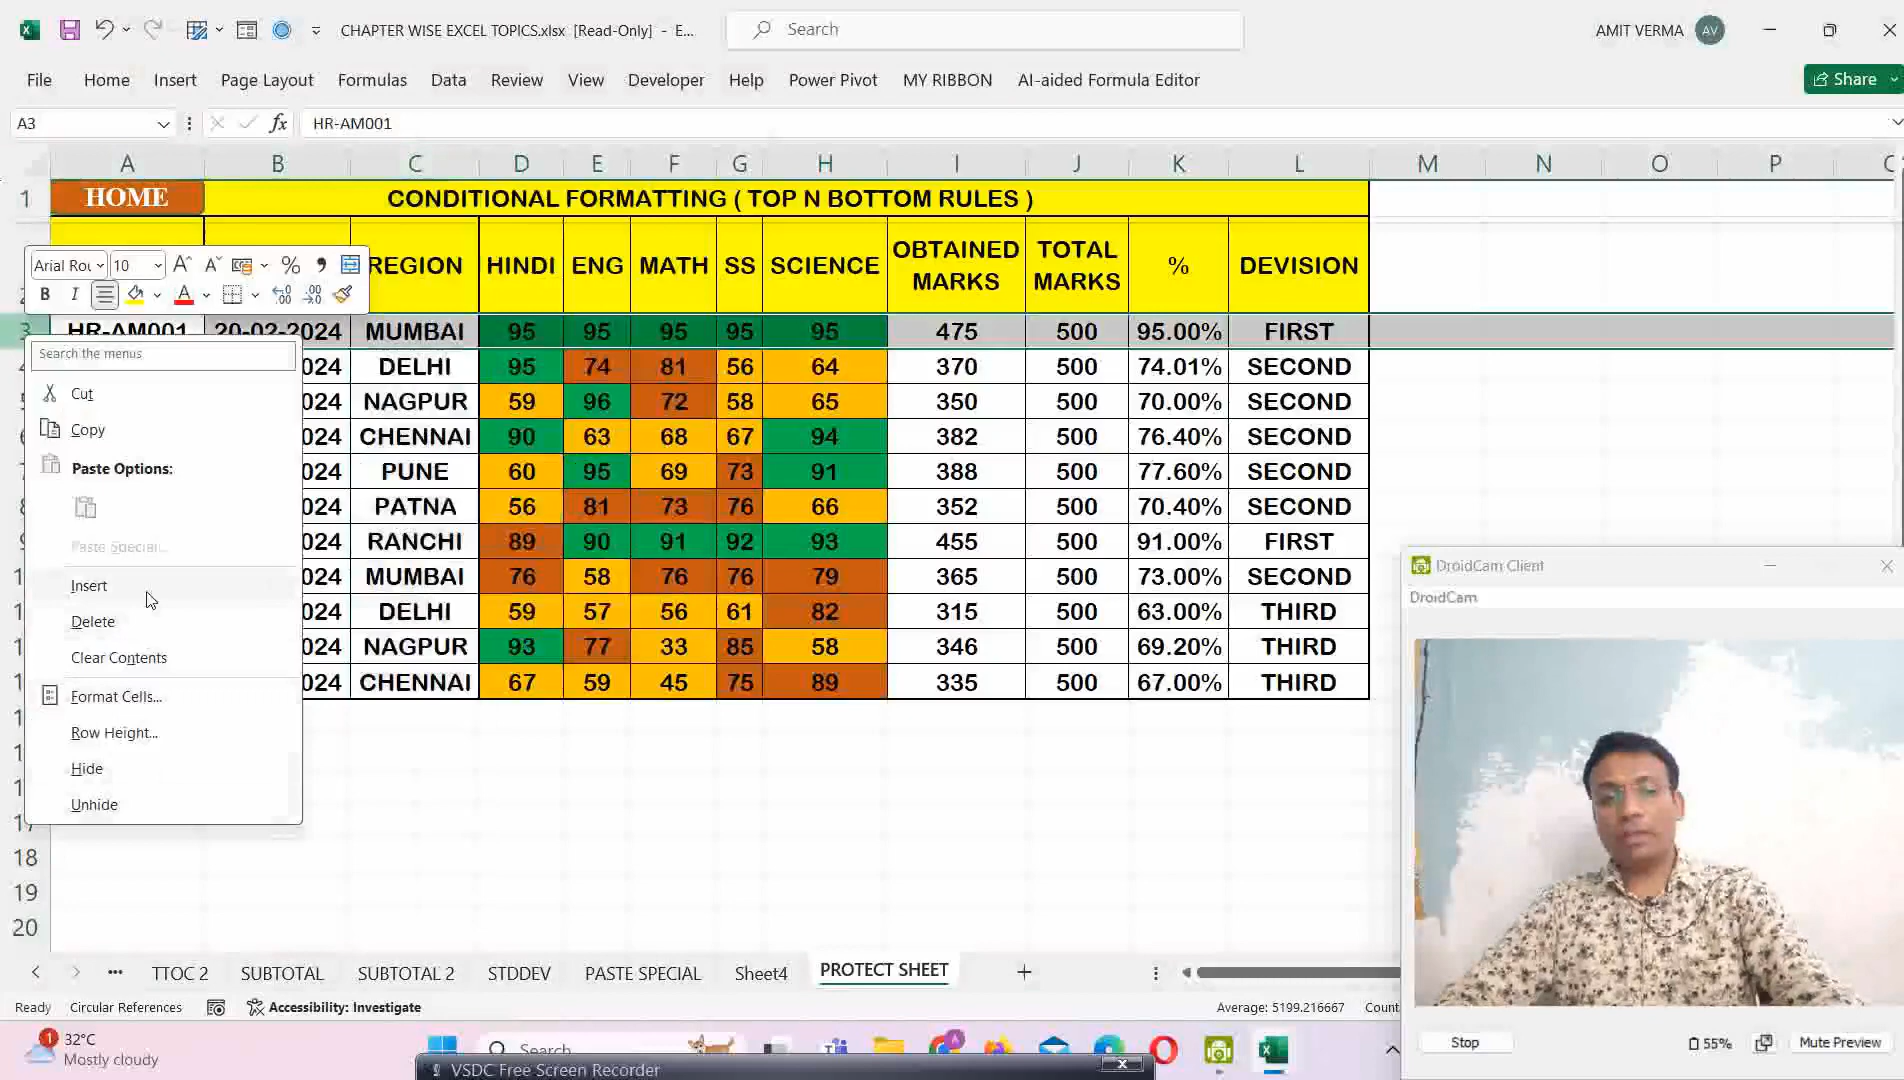 CHAPTER WISE EXCEL TOPICS.xlsx [Read-Only] - E...
Search
AMIT VERMA
AV
File Home Insert Page Layout Formulas Data Review View Developer Help Power Pivot MY RIBBON AI-aided Formula Editor
Share
A3
fx
HR-AM001
A B C D E F G H I J K L M N O P
1 HOME CONDITIONAL FORMATTING ( TOP N BOTTOM RULES )
REGION HINDI ENG MATH SS SCIENCE OBTAINED MARKS TOTAL MARKS % DEVISION
Arial Rou 10
B I A
3 HR-AM001 20-02-2024 MUMBAI 95 95 95 95 95 475 500 95.00% FIRST
024 DELHI 95 74 81 56 64 370 500 74.01% SECOND
024 NAGPUR 59 96 72 58 65 350 500 70.00% SECOND
024 CHENNAI 90 63 68 67 94 382 500 76.40% SECOND
024 PUNE 60 95 69 73 91 388 500 77.60% SECOND
024 PATNA 56 81 73 76 66 352 500 70.40% SECOND
024 RANCHI 89 90 91 92 93 455 500 91.00% FIRST
024 MUMBAI 76 58 76 76 79 365 500 73.00% SECOND
024 DELHI 59 57 56 61 82 315 500 63.00% THIRD
024 NAGPUR 93 77 33 85 58 346 500 69.20% THIRD
024 CHENNAI 67 59 45 75 89 335 500 67.00% THIRD
Search the menus
Cut
Copy
Paste Options:
Paste Special...
Insert
Delete
Clear Contents
Format Cells...
Row Height...
Hide
Unhide
18
19
20
DroidCam Client
DroidCam
Stop
55%
Mute Preview
TTOC 2 SUBTOTAL SUBTOTAL 2 STDDEV PASTE SPECIAL Sheet4 PROTECT SHEET
Ready Circular References Accessibility: Investigate
Average: 5199.216667
1
32°C
Mostly cloudy
Search
VSDC Free Screen Recorder